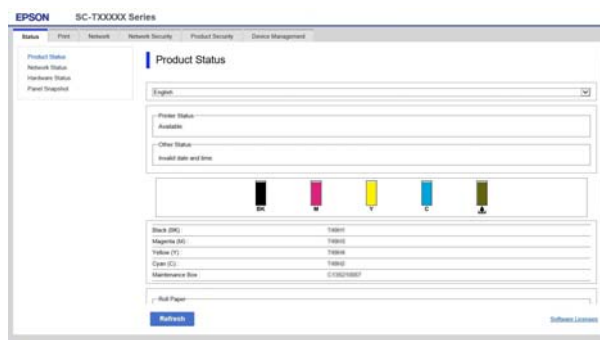 EPSON SC-TXXXXX Series
Status Print Network Network Security Product Security Device Management
Product Status
Network Status
Hardware Status
Panel Snapshot
Product Status
English
Printer Status
Available
Other Status
Invalid date and time.
BK M Y C
Black (BK) :
Magenta (M) :
Yellow (Y) :
Cyan (C) :
Maintenance Box :
Roll Paper
Refresh
Software Licenses